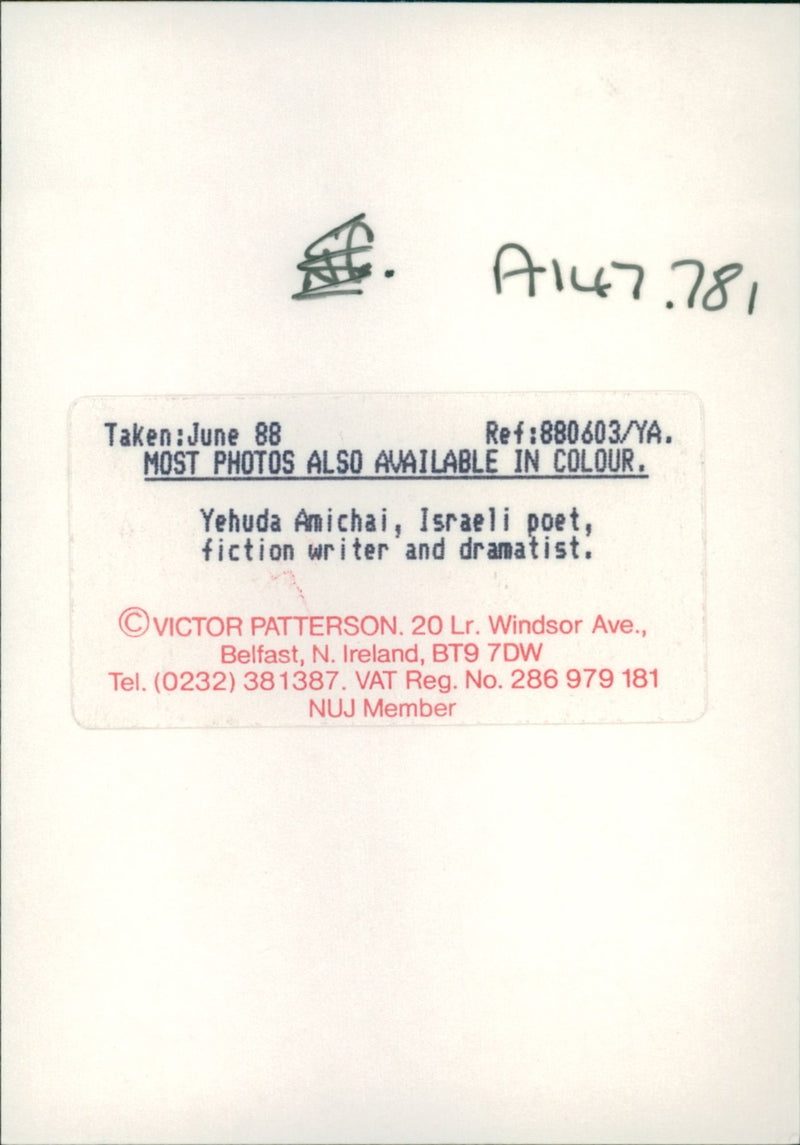 A147.781
Taken:June 88 Ref:880603/YA.
MOST PHOTOS ALSO AVAILABLE IN COLOUR.
Yehuda Amichai, Israeli poet,
fiction writer and dramatist.
©VICTOR PATTERSON. 20 Lr. Windsor Ave.,
Belfast, N. Ireland, BT9 7DW
Tel. (0232) 381387. VAT Reg. No. 286 979 181
NUJ Member